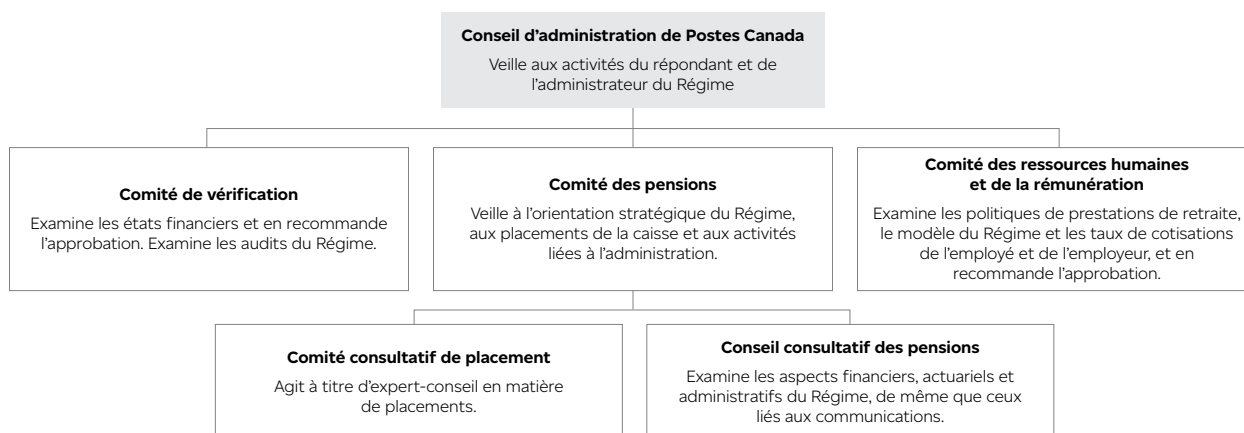 Conseil d’administration de Postes Canada
Veille aux activités du répondant et de
l’administrateur du Régime
Comité de vérification
Examine les états financiers et en recommande
l’approbation. Examine les audits du Régime.
Comité des pensions
Veille à l’orientation stratégique du Régime,
aux placements de la caisse et aux activités
liées à l’administration.
Comité des ressources humaines
et de la rémunération
Examine les politiques de prestations de retraite,
le modèle du Régime et les taux de cotisations
de l’employé et de l’employeur, et en
recommande l’approbation.
Comité consultatif de placement
Agit à titre d’expert-conseil en matière
de placements.
Conseil consultatif des pensions
Examine les aspects financiers, actuariels et
administratifs du Régime, de même que ceux
liés aux communications.